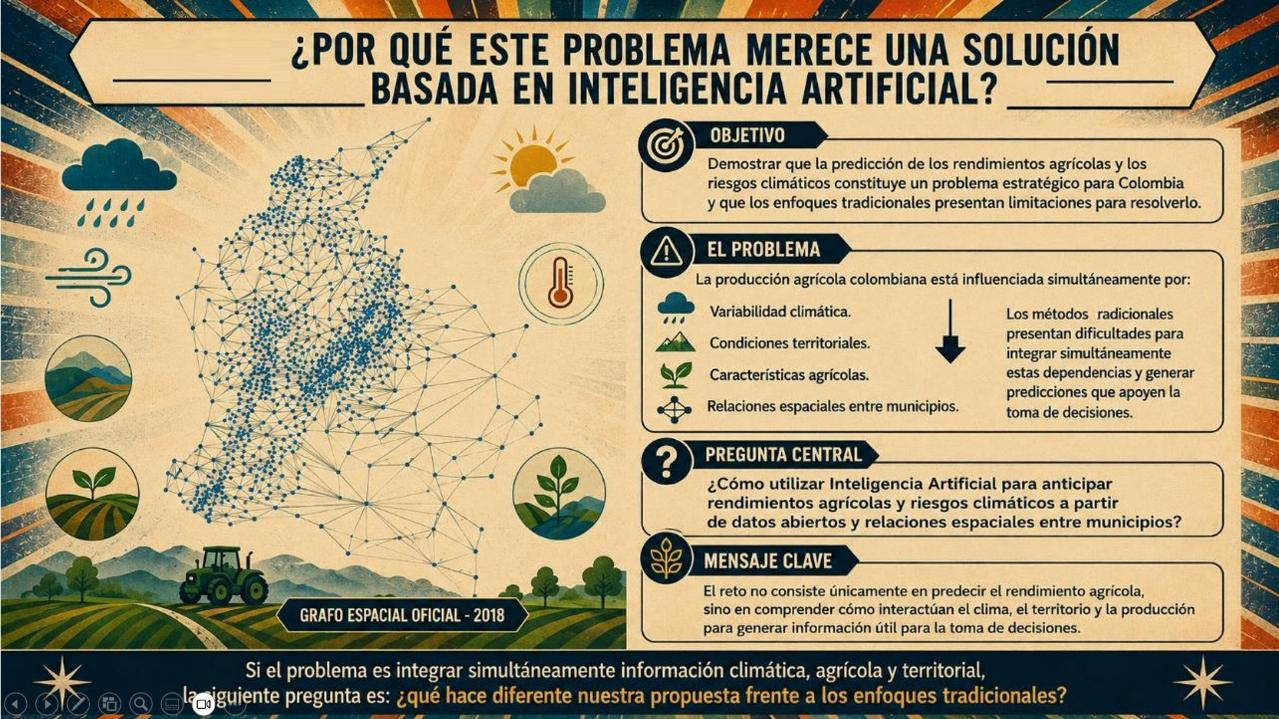 ¿POR QUÉ ESTE PROBLEMA MERECE UNA SOLUCIÓN
BASADA EN INTELIGENCIA ARTIFICIAL?
OBJETIVO
Demostrar que la predicción de los rendimientos agrícolas y los
riesgos climáticos constituye un problema estratégico para Colombia
y que los enfoques tradicionales presentan limitaciones para resolverlo.
EL PROBLEMA
La producción agrícola colombiana está influenciada simultáneamente por:
Variabilidad climática.
Condiciones territoriales.
Características agrícolas.
Relaciones espaciales entre municipios.
Los métodos radicionales
presentan dificultades para
integrar simultáneamente
estas dependencias y generar
predicciones que apoyen la
toma de decisiones.
PREGUNTA CENTRAL
¿Cómo utilizar Inteligencia Artificial para anticipar
rendimientos agrícolas y riesgos climáticos a partir
de datos abiertos y relaciones espaciales entre municipios?
MENSAJE CLAVE
El reto no consiste únicamente en predecir el rendimiento agrícola,
sino en comprender cómo interactúan el clima, el territorio y la producción
para generar información útil para la toma de decisiones.
GRAFO ESPACIAL OFICIAL - 2018
Si el problema es integrar simultáneamente información climática, agrícola y territorial,
la siguiente pregunta es: ¿qué hace diferente nuestra propuesta frente a los enfoques tradicionales?